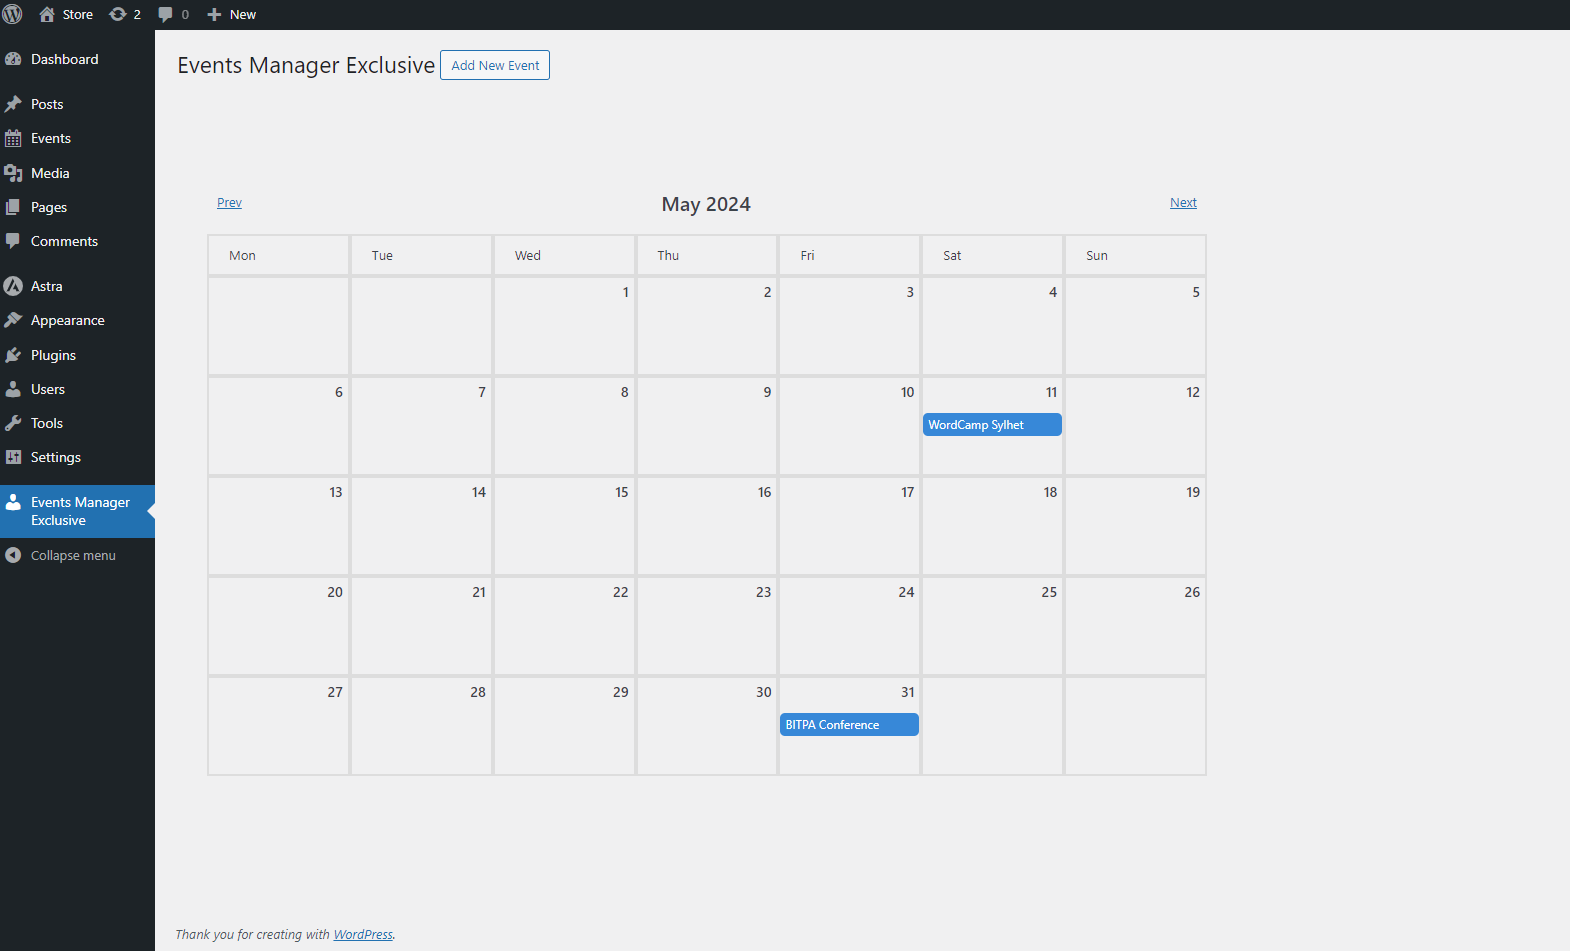 Store 2 0 New
Dashboard
Posts
Events
Media
Pages
Comments
Astra
Appearance
Plugins
Users
Tools
Settings
Events Manager
Exclusive
Collapse menu
Events Manager Exclusive Add New Event
Prev May 2024 Next
Mon Tue Wed Thu Fri Sat Sun
1 2 3 4 5
6 7 8 9 10 11 12
WordCamp Sylhet
13 14 15 16 17 18 19
20 21 22 23 24 25 26
27 28 29 30 31
BITPA Conference
Thank you for creating with WordPress.